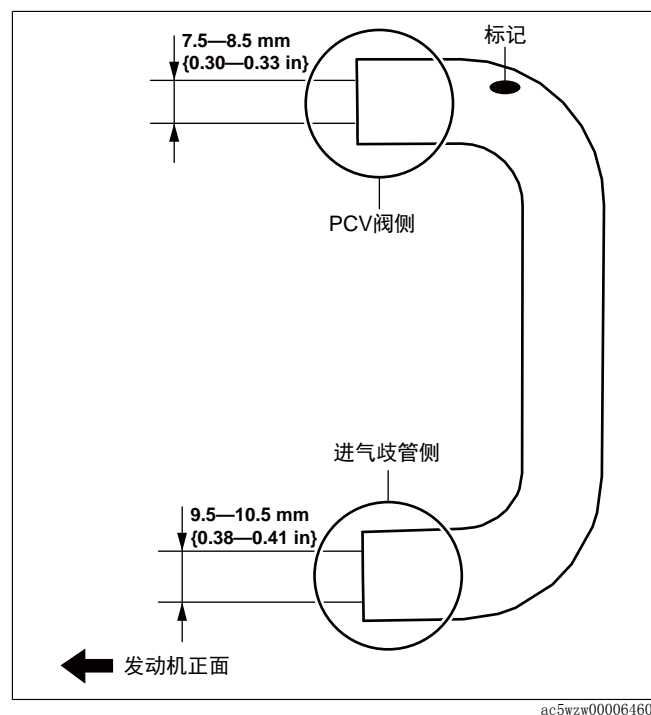 7.5—8.5 mm
{0.30—0.33 in}
标记
PCV阀侧
进气歧管侧
9.5—10.5 mm
{0.38—0.41 in}
发动机正面
ac5wzw00006460